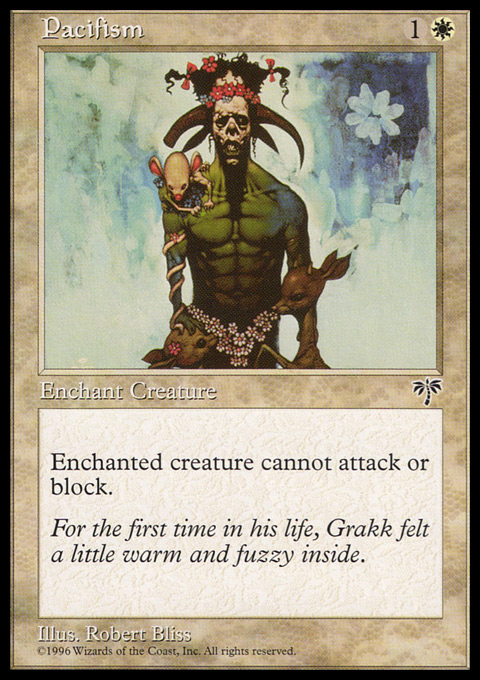 Pacifism 1
Enchant Creature
Enchanted creature cannot attack or
block.
For the first time in his life, Grakk felt
a little warm and fuzzy inside.
Illus. Robert Bliss
©1996 Wizards of the Coast, Inc. All rights reserved.